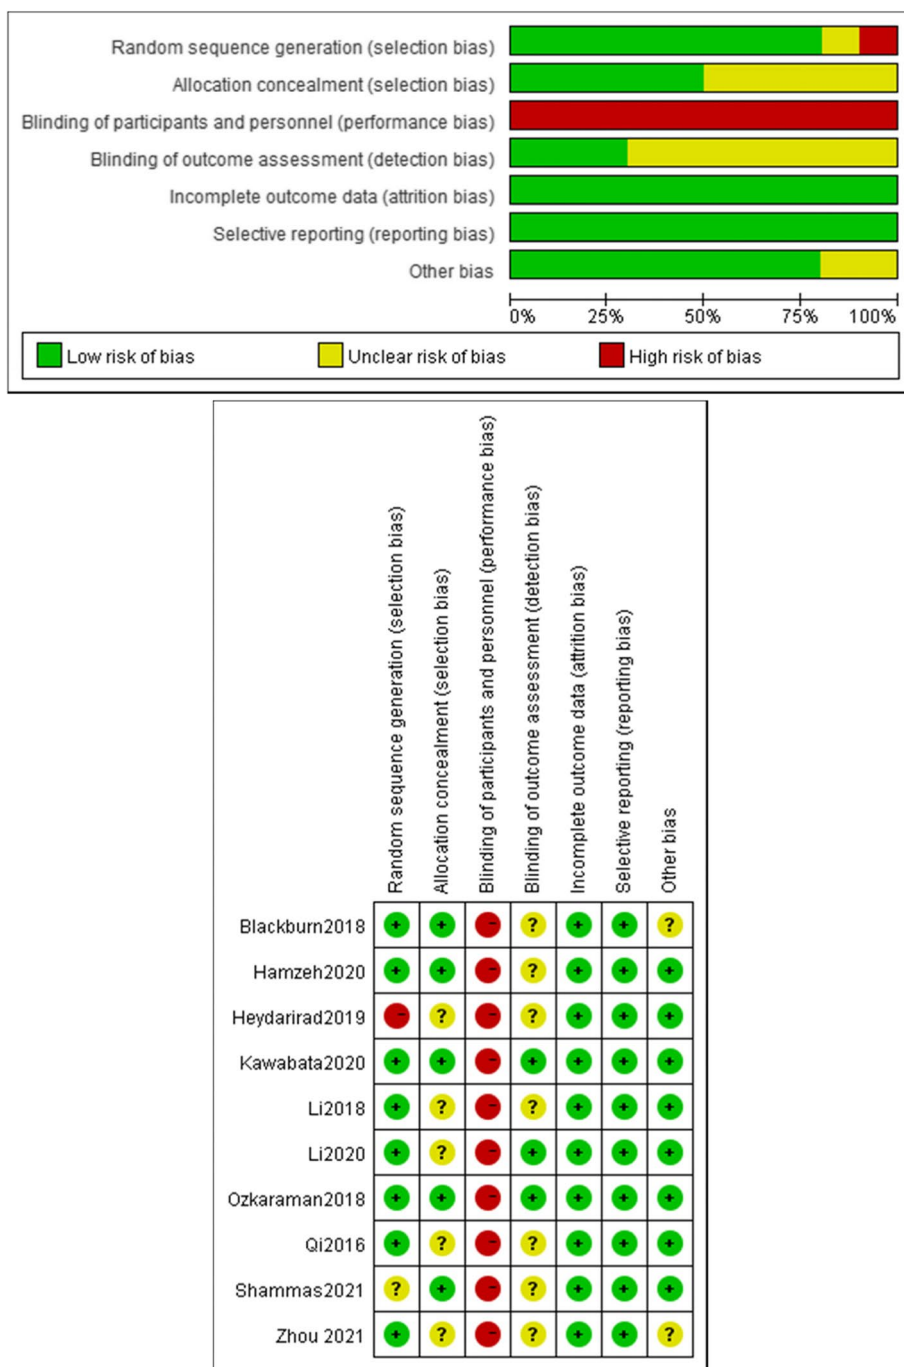 Random sequence generation (selection bias)
Allocation concealment (selection bias)
Blinding of participants and personnel (performance bias)
Blinding of outcome assessment (detection bias)
Incomplete outcome data (attrition bias)
Selective reporting (reporting bias)
Other bias
0% 25% 50% 75% 100%
Low risk of bias Unclear risk of bias High risk of bias
Random sequence generation (selection bias)
Allocation concealment (selection bias)
Blinding of participants and personnel (performance bias)
Blinding of outcome assessment (detection bias)
Incomplete outcome data (attrition bias)
Selective reporting (reporting bias)
Other bias
Blackburn2018 + + - ? + + ?
Hamzeh2020 + + - ? + + +
Heydarirad2019 - ? - ? + + +
Kawabata2020 + + - + + + +
Li2018 + ? - ? + + +
Li2020 + ? - + + + +
Ozkaraman2018 + + - + + + +
Qi2016 + ? - ? + + +
Shammas2021 ? + - ? + + +
Zhou 2021 + ? - ? + + ?